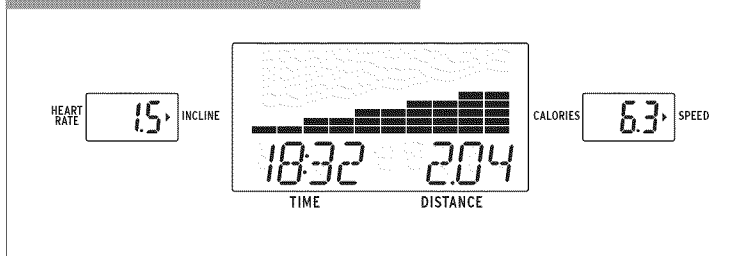 HEART
RATE
1.5
INCLINE
CALORIES
6.3
SPEED
18:32
2.04
TIME
DISTANCE